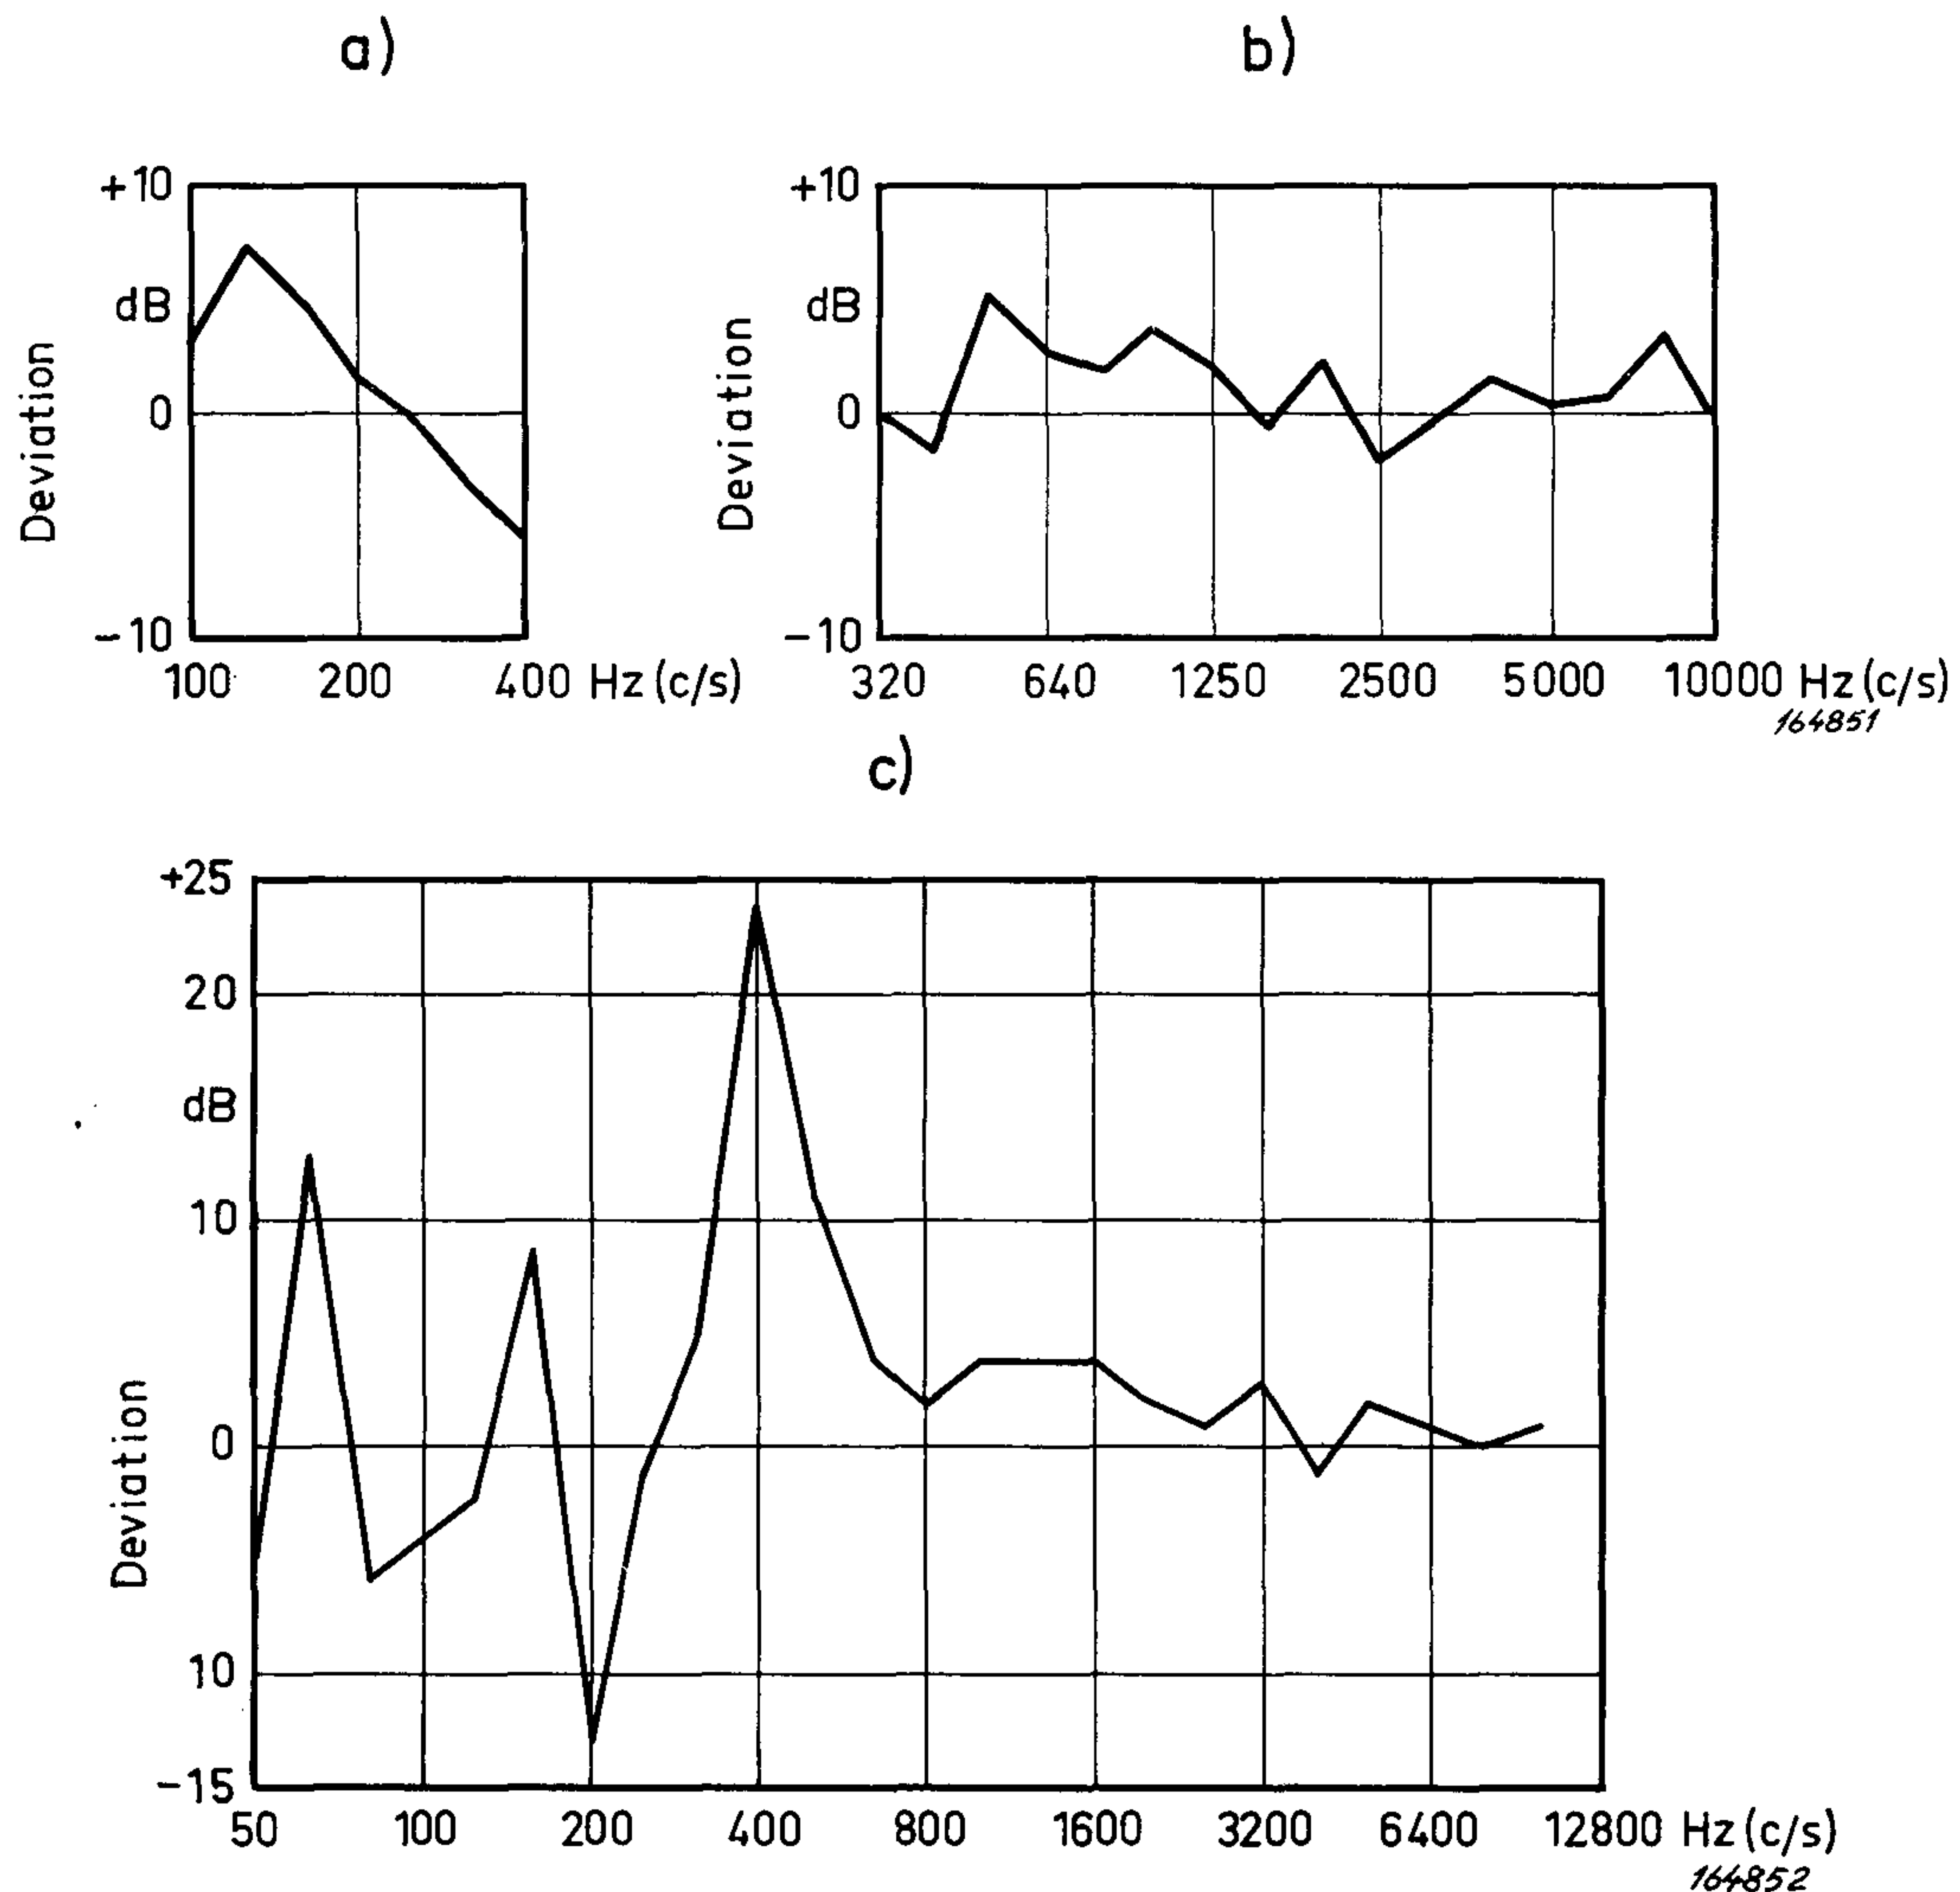 a)
+10
dB
0
-10
Deviation
100 200 400 Hz (c/s)
b)
+10
dB
0
-10
Deviation
320 640 1250 2500 5000 10000 Hz (c/s)
164851
c)
+25
20
dB
10
0
10
-15
Deviation
50 100 200 400 800 1600 3200 6400 12800 Hz (c/s)
164852